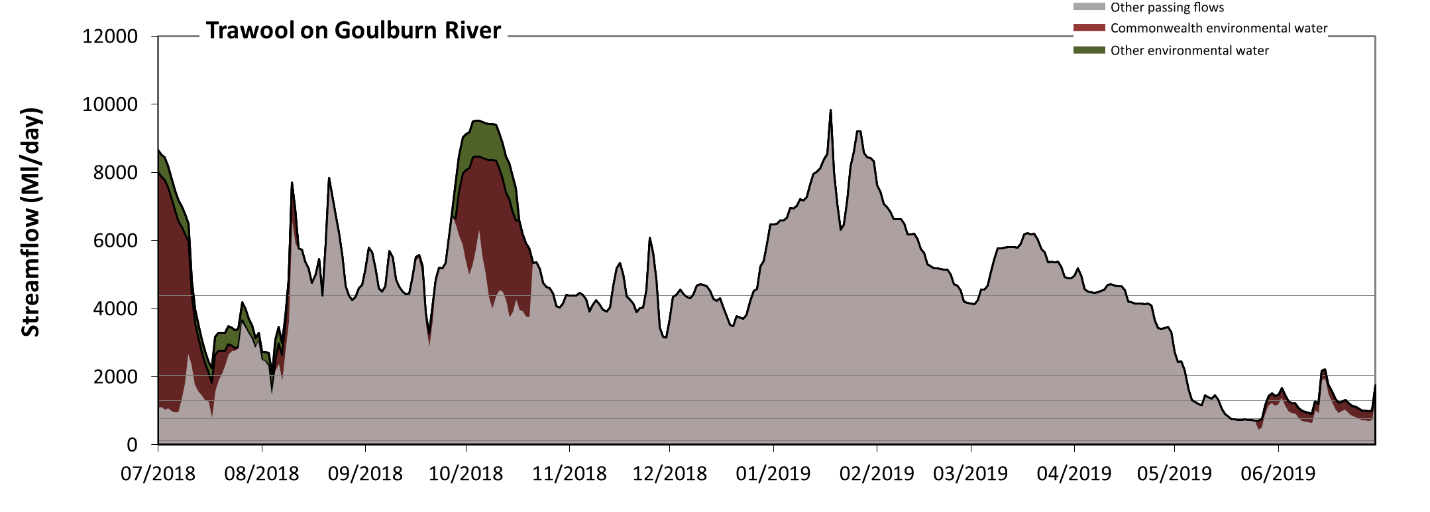 Other passing flows
Commonwealth environmental water
Other environmental water
Trawool on Goulburn River
Streamflow (Ml/day)
12000
10000
8000
6000
4000
2000
0
07/2018 08/2018 09/2018 10/2018 11/2018 12/2018 01/2019 02/2019 03/2019 04/2019 05/2019 06/2019